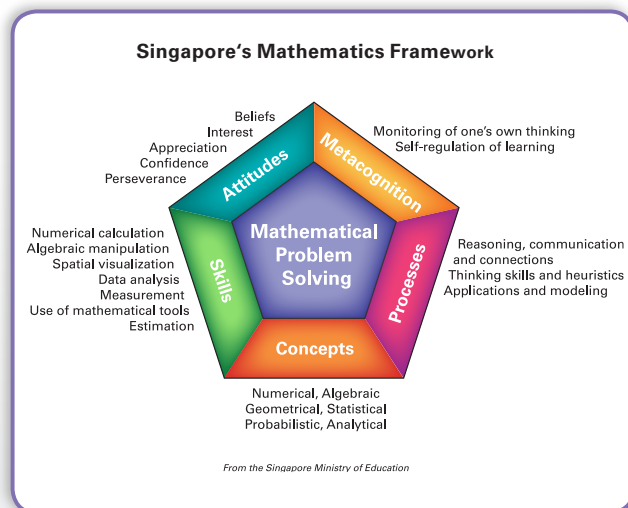 Singapore's Mathematics Framework
Beliefs
Interest
Appreciation
Confidence
Perseverance
Attitudes
Metacognition
Monitoring of one's own thinking
Self-regulation of learning
Numerical calculation
Algebraic manipulation
Spatial visualization
Data analysis
Measurement
Use of mathematical tools
Estimation
Skills
Mathematical
Problem
Solving
Processes
Reasoning, communication
and connections
Thinking skills and heuristics
Applications and modeling
Concepts
Numerical, Algebraic
Geometrical, Statistical
Probabilistic, Analytical
From the Singapore Ministry of Education